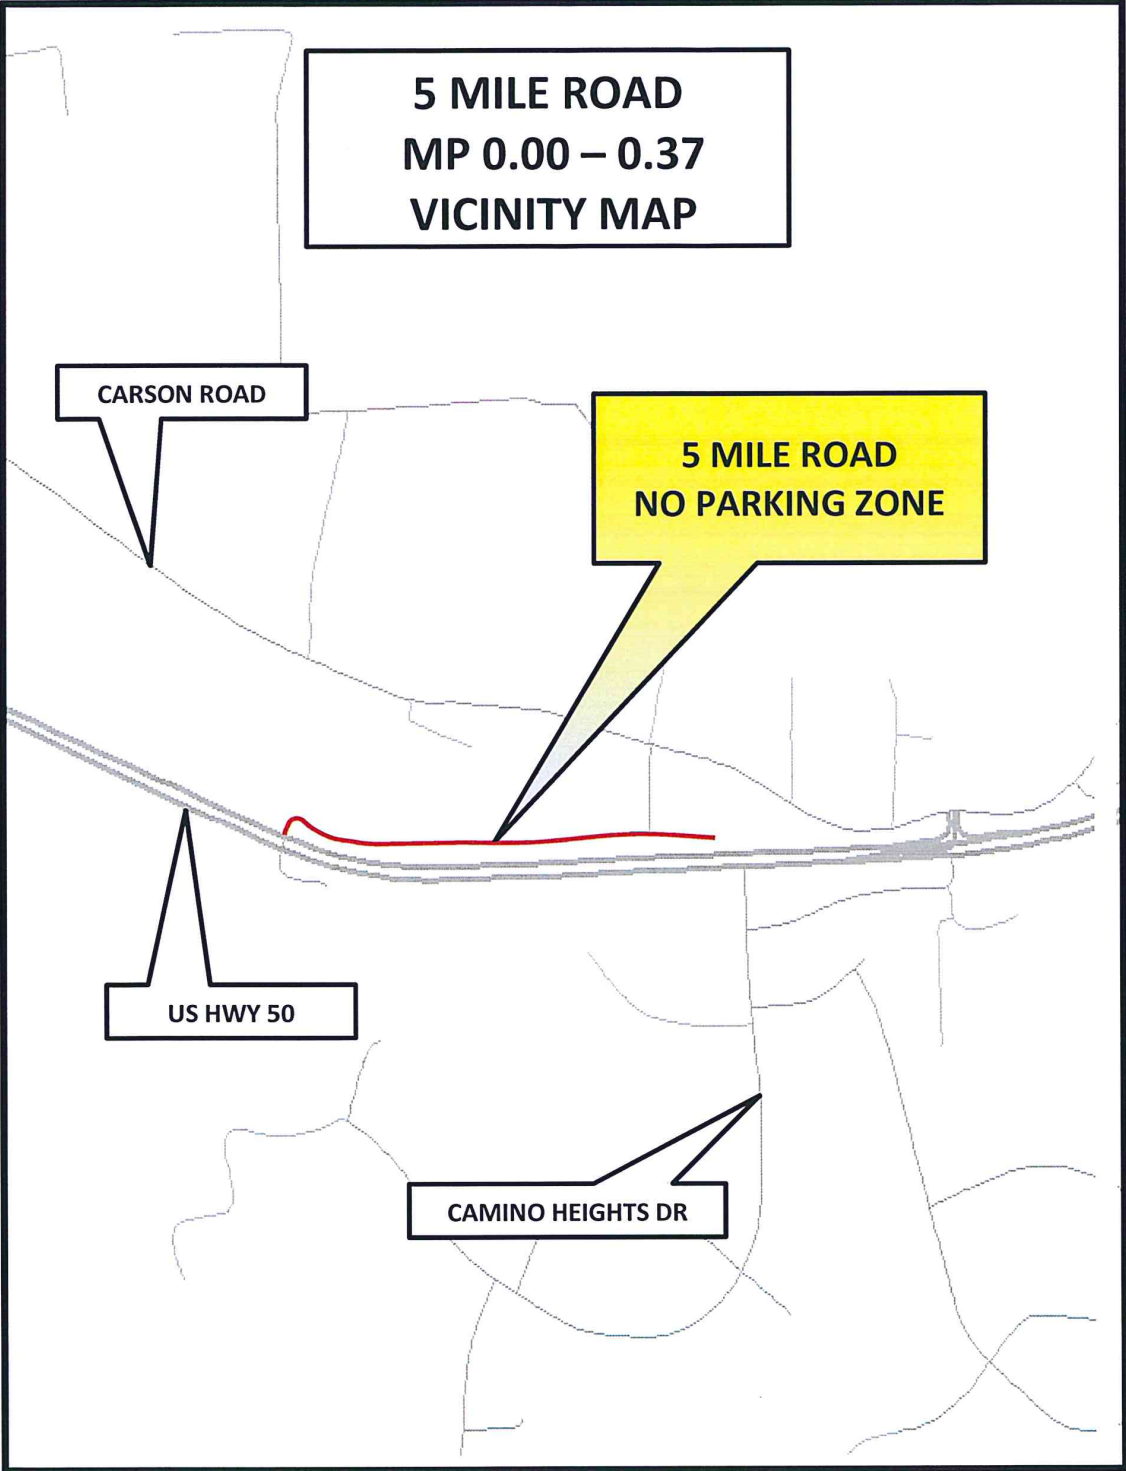 5 MILE ROAD
MP 0.00 – 0.37
VICINITY MAP
CARSON ROAD
5 MILE ROAD
NO PARKING ZONE
US HWY 50
CAMINO HEIGHTS DR